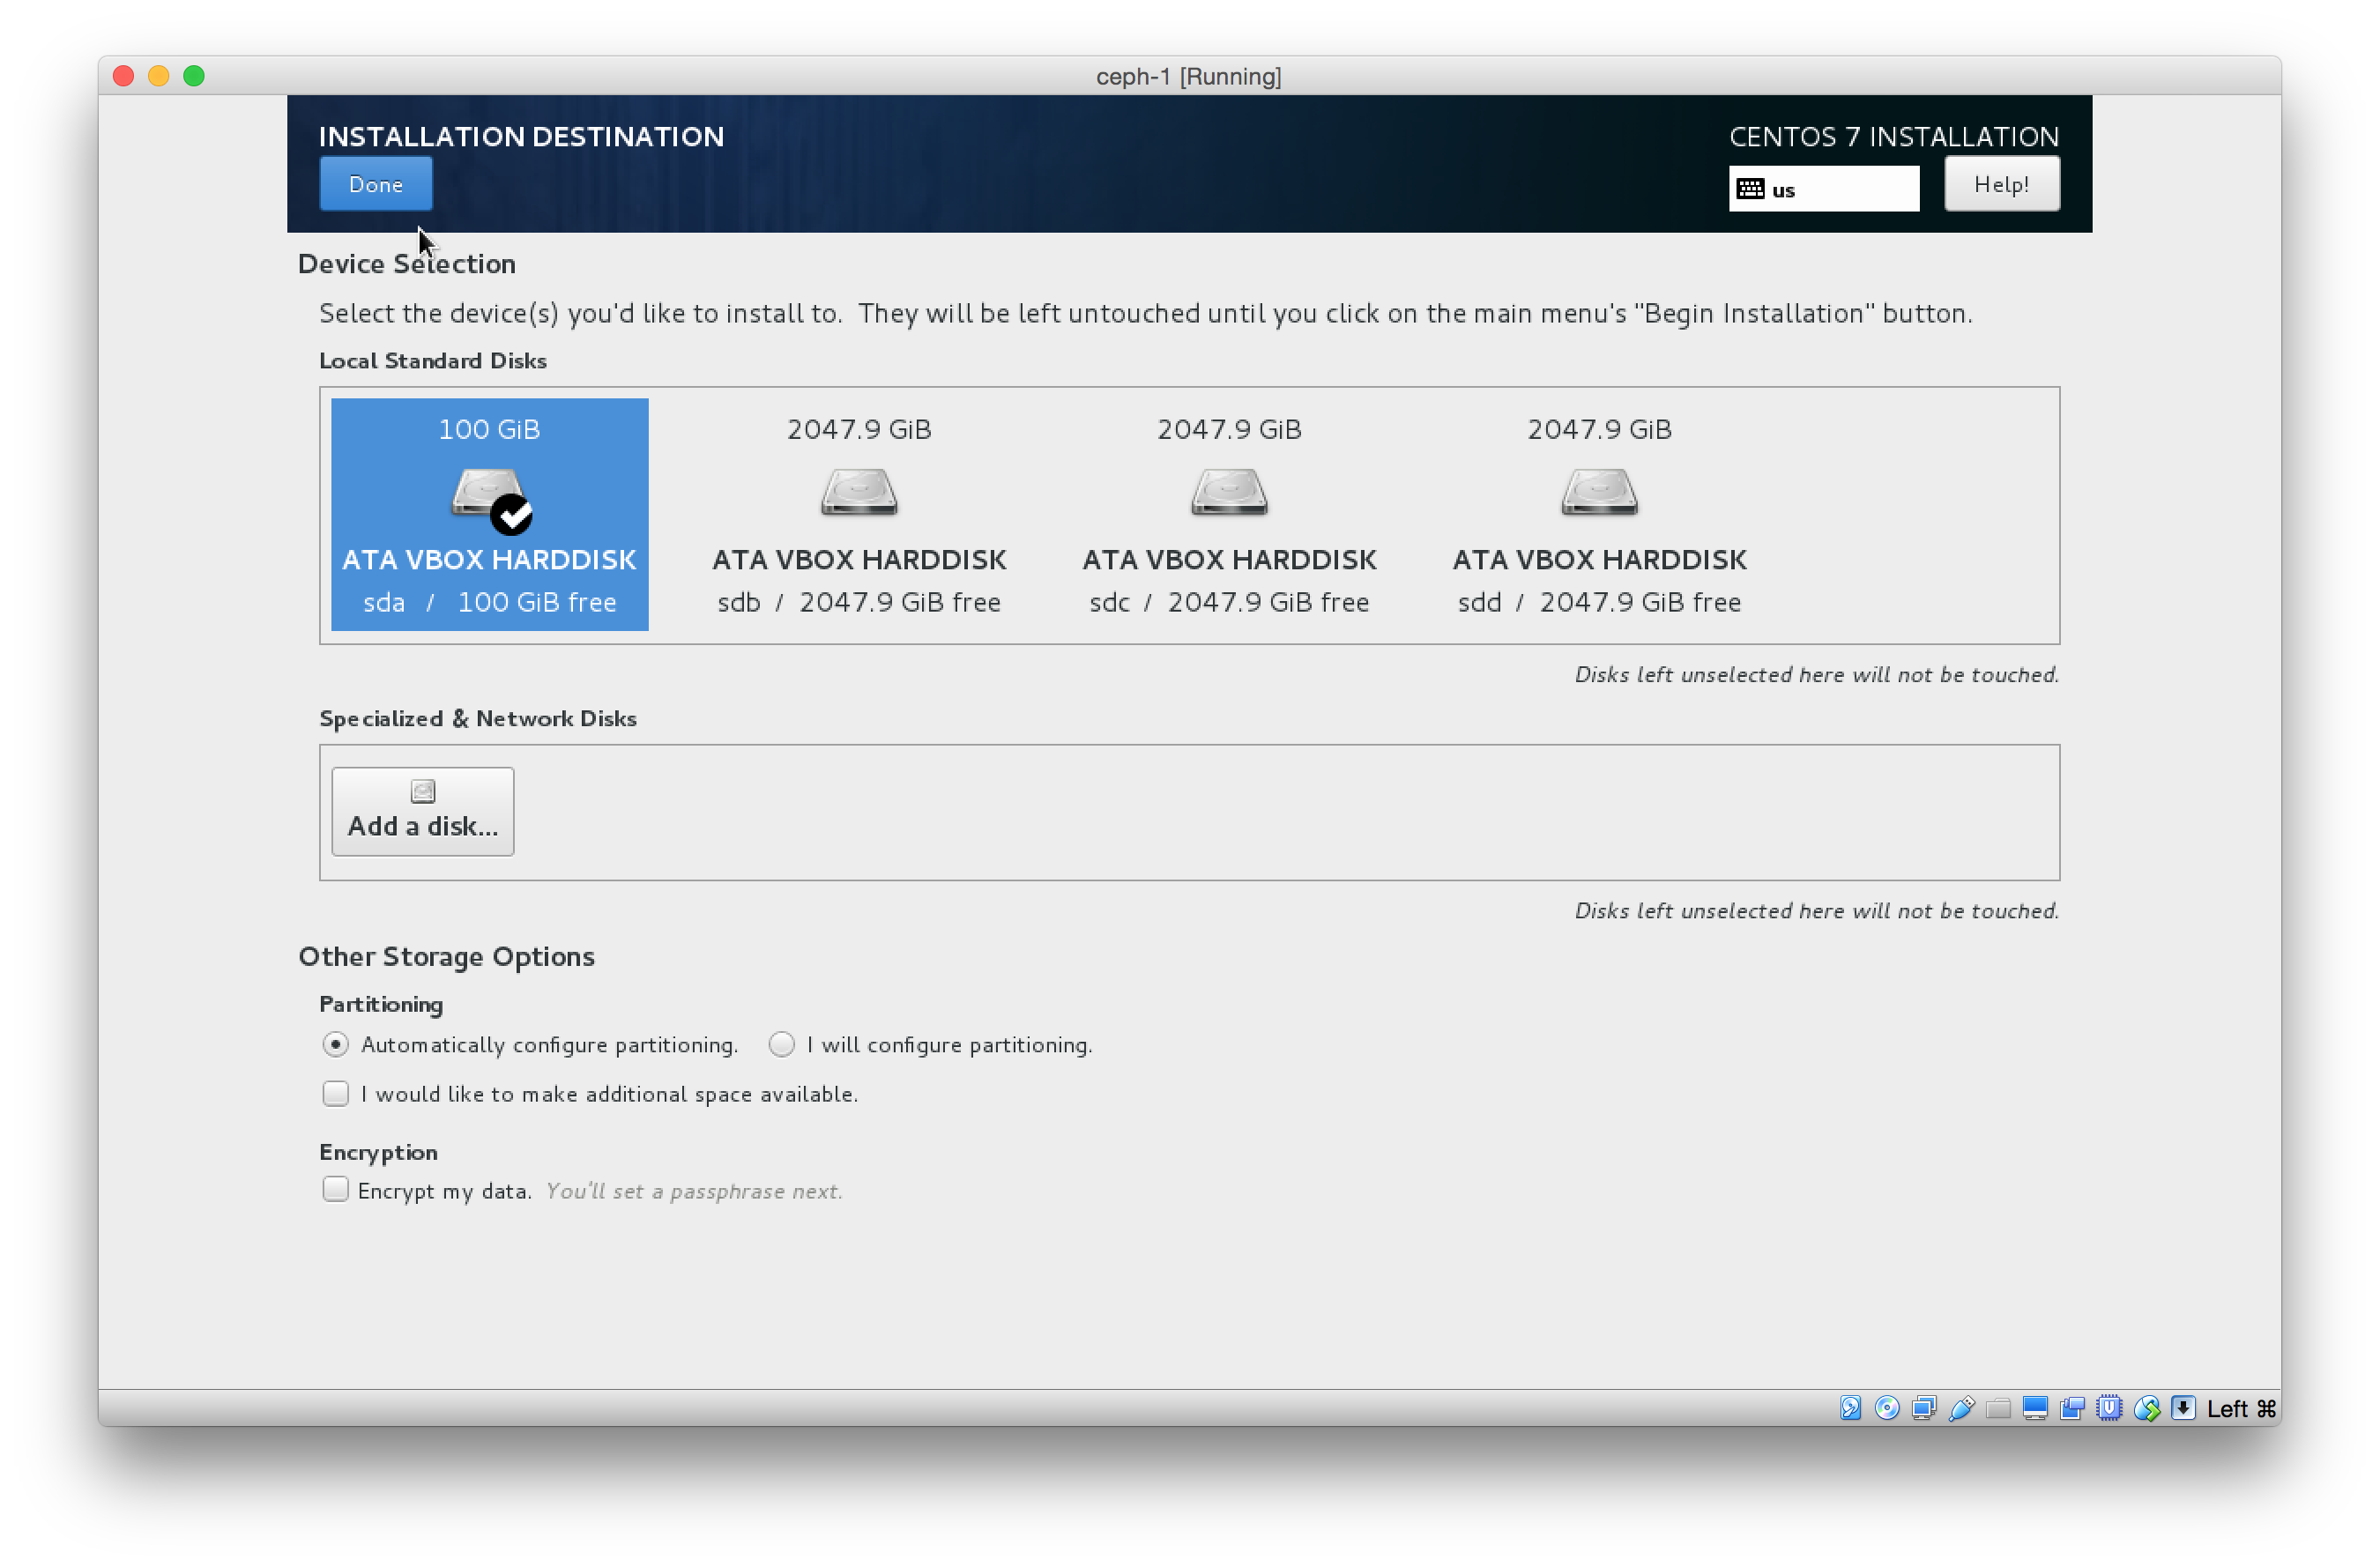 ceph-1 [Running]
INSTALLATION DESTINATION
CENTOS 7 INSTALLATION
Done
us
Help!
Device Selection
Select the device(s) you'd like to install to.  They will be left untouched until you click on the main menu's "Begin Installation" button.
Local Standard Disks
100 GiB
ATA VBOX HARDDISK
sda / 100 GiB free
2047.9 GiB
ATA VBOX HARDDISK
sdb / 2047.9 GiB free
2047.9 GiB
ATA VBOX HARDDISK
sdc / 2047.9 GiB free
2047.9 GiB
ATA VBOX HARDDISK
sdd / 2047.9 GiB free
Disks left unselected here will not be touched.
Specialized & Network Disks
Add a disk...
Disks left unselected here will not be touched.
Other Storage Options
Partitioning
Automatically configure partitioning.
I will configure partitioning.
I would like to make additional space available.
Encryption
Encrypt my data. You'll set a passphrase next.
Left ⌘